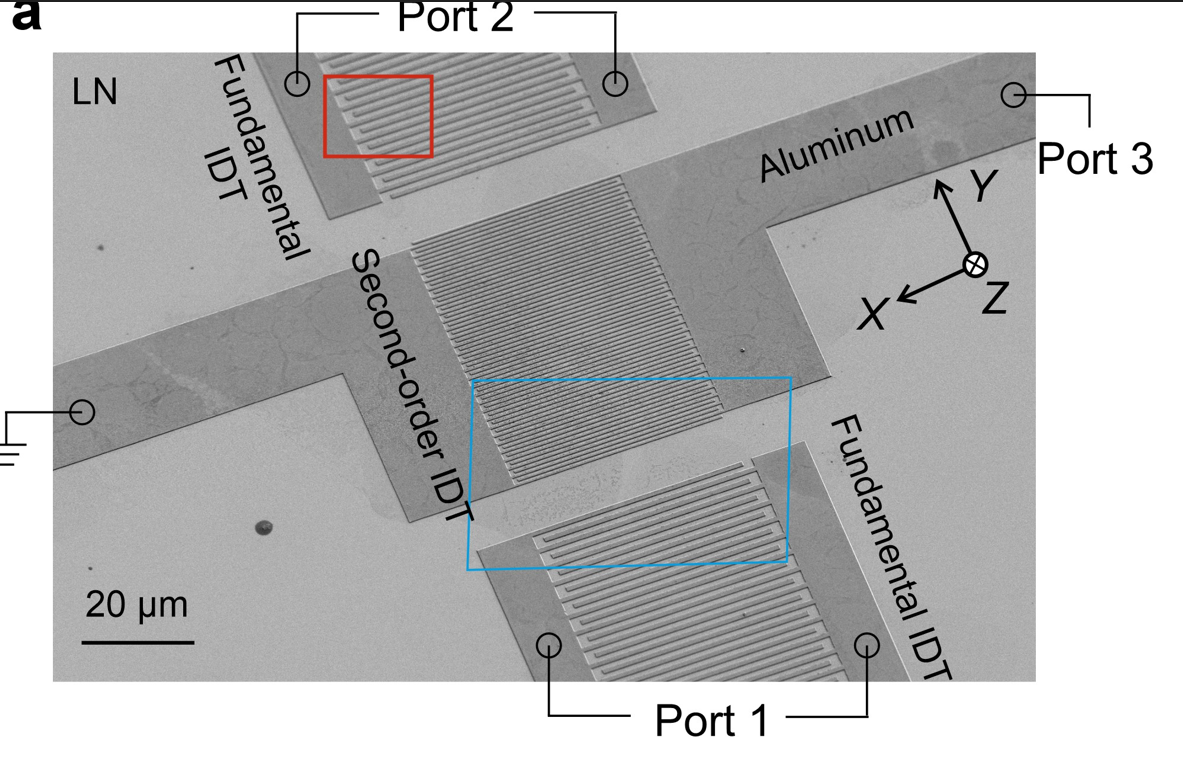 a
Port 2
LN
Fundamental
IDT
Aluminum
Port 3
Y
X
Z
Second-order IDT
Fundamental IDT
20 μm
Port 1